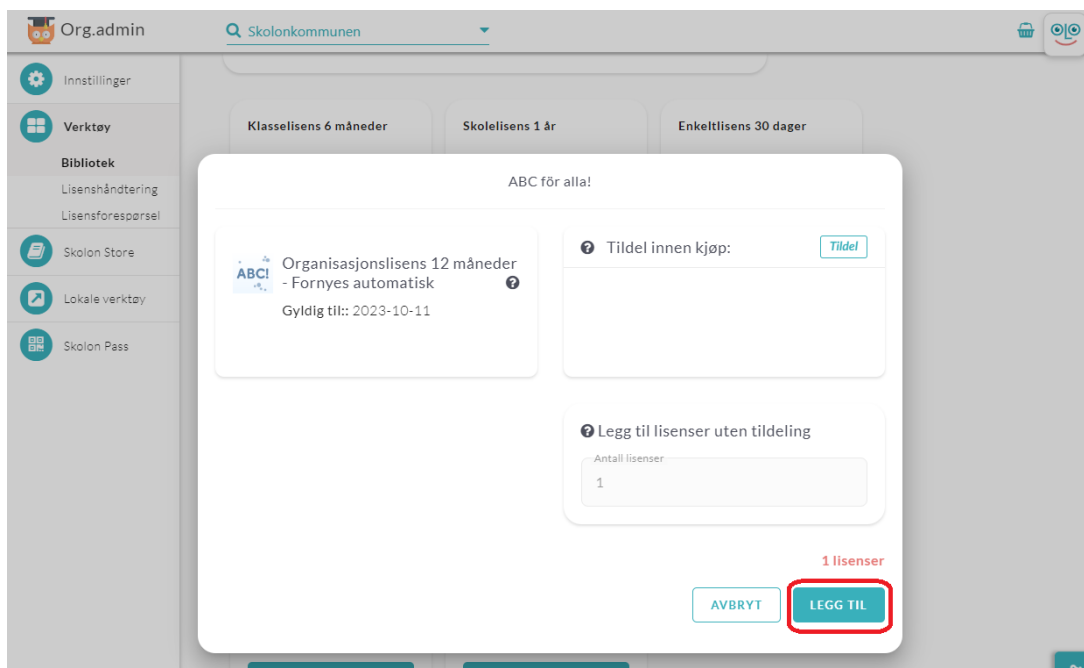 Org.admin
Skolonkommunen
Innstillinger
Verktøy
Bibliotek
Lisenshåndtering
Lisensforespørsel
Skolon Store
Lokale verktøy
Skolon Pass
Klasselisens 6 måneder
Skolelisens 1 år
Enkeltlisens 30 dager
ABC för alla!
ABC!
Organisasjonslisens 12 måneder
- Fornyes automatisk
Gyldig til:: 2023-10-11
Tildel innen kjøp:
Tildel
Legg til lisenser uten tildeling
Antall lisenser
1
1 lisenser
AVBRYT
LEGG TIL